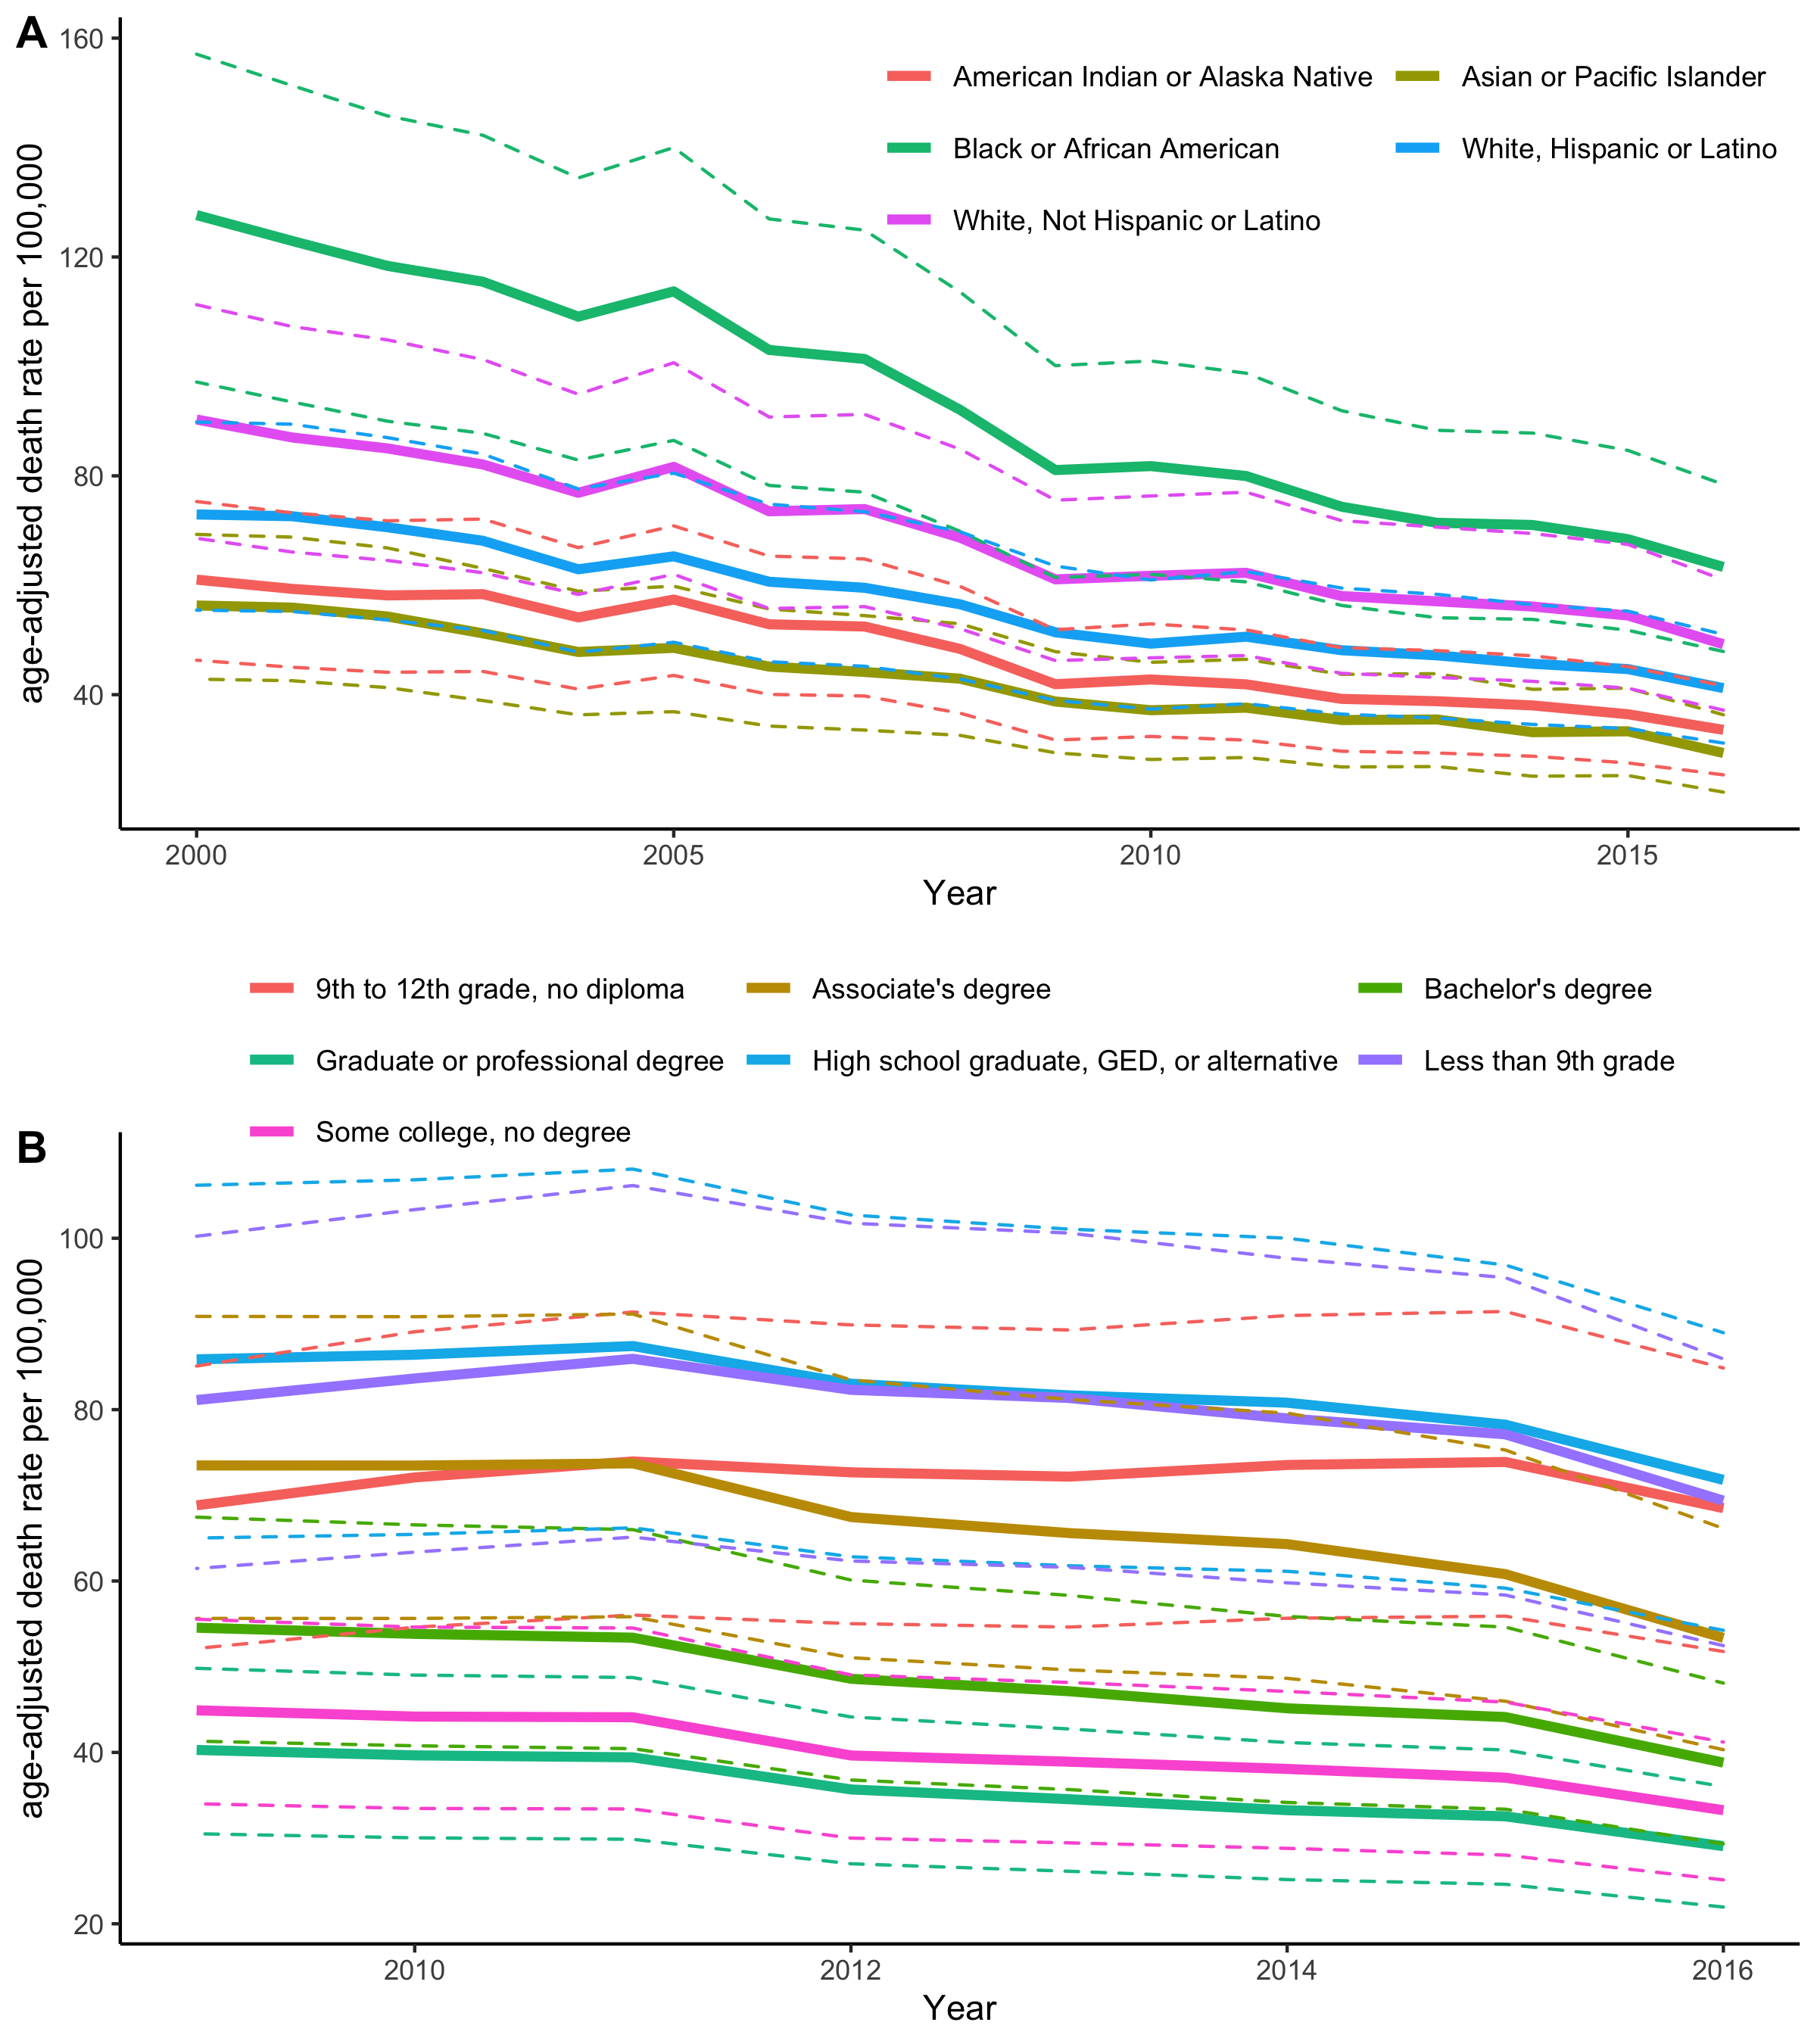 A
160
120
80
40
age-adjusted death rate per 100,000
American Indian or Alaska Native
Asian or Pacific Islander
Black or African American
White, Hispanic or Latino
White, Not Hispanic or Latino
2000
2005
2010
2015
Year
9th to 12th grade, no diploma
Associate's degree
Bachelor's degree
Graduate or professional degree
High school graduate, GED, or alternative
Less than 9th grade
Some college, no degree
B
100
80
60
40
20
age-adjusted death rate per 100,000
2010
2012
2014
2016
Year